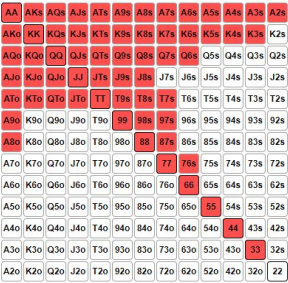 AA AKs AQs AJs ATs A9s A8s A7s A6s A5s A4s A3s A2s
AKo KK KQs KJs KTs K9s K8s K7s K6s K5s K4s K3s K2s
AQo KQo QQ QJs QTs Q9s Q8s Q7s Q6s Q5s Q4s Q3s Q2s
AJo KJo QJo JJ JTs J9s J8s J7s J6s J5s J4s J3s J2s
ATo KTo QTo JTo TT T9s T8s T7s T6s T5s T4s T3s T2s
A9o K9o Q9o J9o T9o 99 98s 97s 96s 95s 94s 93s 92s
A8o K8o Q8o J8o T8o 98o 88 87s 86s 85s 84s 83s 82s
A7o K7o Q7o J7o T7o 97o 87o 77 76s 75s 74s 73s 72s
A6o K6o Q6o J6o T6o 96o 86o 76o 66 65s 64s 63s 62s
A5o K5o Q5o J5o T5o 95o 85o 75o 65o 55 54s 53s 52s
A4o K4o Q4o J4o T4o 94o 84o 74o 64o 54o 44 43s 42s
A3o K3o Q3o J3o T3o 93o 83o 73o 63o 53o 43o 33 32s
A2o K2o Q2o J2o T2o 92o 82o 72o 62o 52o 42o 32o 22